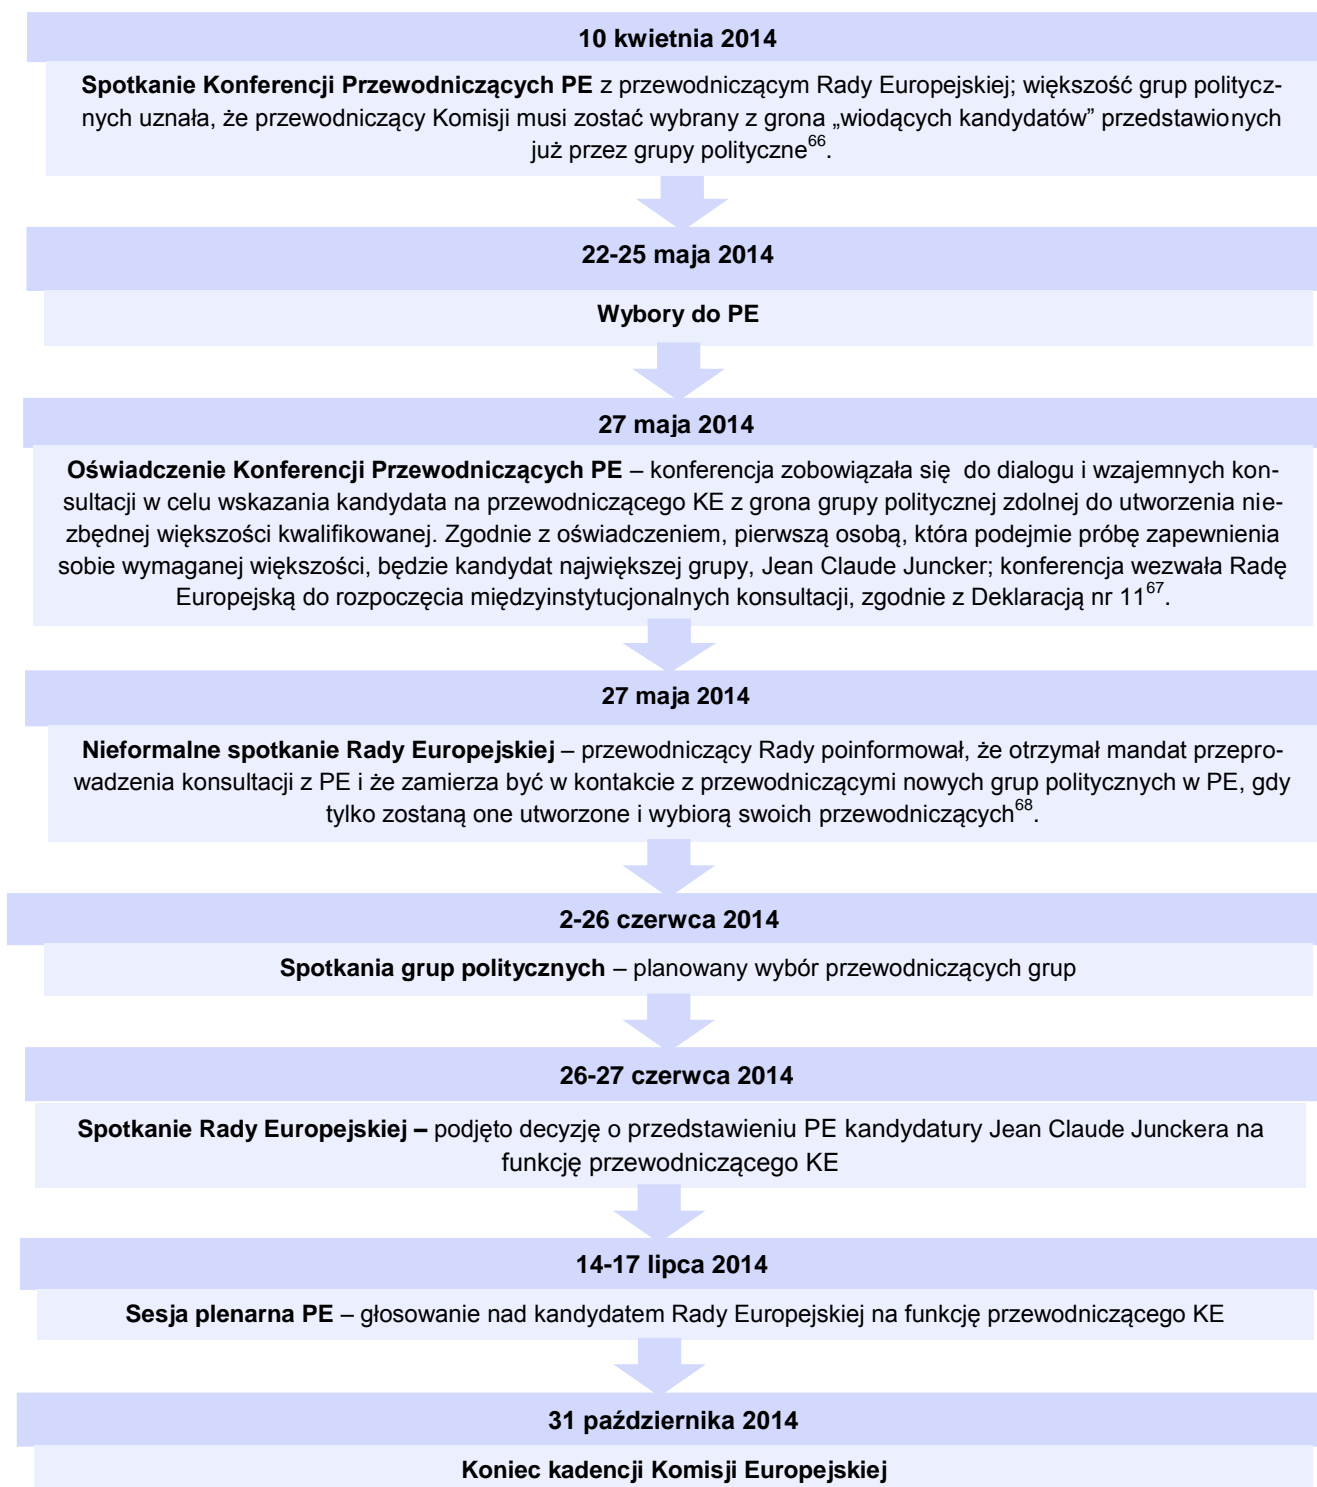 10 kwietnia 2014
Spotkanie Konferencji Przewodniczących PE z przewodniczącym Rady Europejskiej; większość grup politycz-
nych uznała, że przewodniczący Komisji musi zostać wybrany z grona „wiodących kandydatów” przedstawionych
już przez grupy polityczne66.
22-25 maja 2014
Wybory do PE
27 maja 2014
Oświadczenie Konferencji Przewodniczących PE – konferencja zobowiązała się do dialogu i wzajemnych kon-
sultacji w celu wskazania kandydata na przewodniczącego KE z grona grupy politycznej zdolnej do utworzenia nie-
zbędnej większości kwalifikowanej. Zgodnie z oświadczeniem, pierwszą osobą, która podejmie próbę zapewnienia
sobie wymaganej większości, będzie kandydat największej grupy, Jean Claude Juncker; konferencja wezwała Radę
Europejską do rozpoczęcia międzyinstytucjonalnych konsultacji, zgodnie z Deklaracją nr 1167.
27 maja 2014
Nieformalne spotkanie Rady Europejskiej – przewodniczący Rady poinformował, że otrzymał mandat przepro-
wadzenia konsultacji z PE i że zamierza być w kontakcie z przewodniczącymi nowych grup politycznych w PE, gdy
tylko zostaną one utworzone i wybiorą swoich przewodniczących68.
2-26 czerwca 2014
Spotkania grup politycznych – planowany wybór przewodniczących grup
26-27 czerwca 2014
Spotkanie Rady Europejskiej – podjęto decyzję o przedstawieniu PE kandydatury Jean Claude Junckera na
funkcję przewodniczącego KE
14-17 lipca 2014
Sesja plenarna PE – głosowanie nad kandydatem Rady Europejskiej na funkcję przewodniczącego KE
31 października 2014
Koniec kadencji Komisji Europejskiej